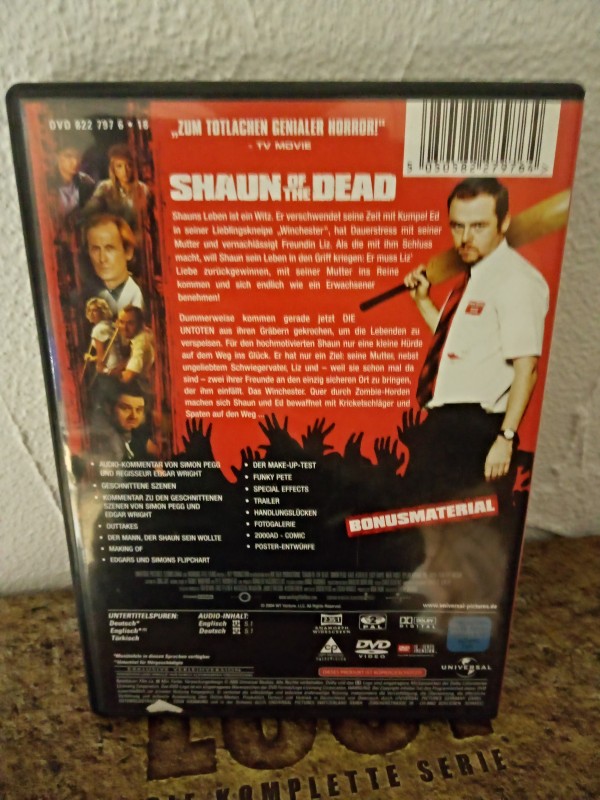 DVD 822 797 6 • 16
„ZUM TOTLACHEN GENIALER HORROR!"
- TV MOVIE
SHAUN OF THE DEAD
Shauns Leben ist ein Witz. Er verschwendet seine Zeit mit Kumpel Ed
in seiner Lieblingskneipe „Winchester", hat Dauerstress mit seiner
Mutter und vernachlässigt Freundin Liz. Als die mit ihm Schluss
macht, will Shaun sein Leben in den Griff kriegen: Er muss Liz'
Liebe zurückgewinnen, mit seiner Mutter ins Reine
kommen und sich endlich wie ein Erwachsener
benehmen!
Dummerweise kommen gerade jetzt DIE
UNTOTEN aus ihren Gräbern gekrochen, um die Lebenden zu
verspeisen. Für den hormoverwirrten Shaun nur eine kleine Hürde
auf dem Weg ins Glück. Er hat nur ein Ziel: seine Mutter, nebst
ungeliebtem Schwiegervater, Liz und – weil sie schon mal da
sind – zwei ihrer Freunde an den einzig sicheren Ort zu bringen,
der ihm einfällt. Das Winchester. Quer durch Zombie-Horden
machen sich Shaun und Ed bewaffnet mit Kricketschläger und
Spaten auf den Weg ...
• AUDIO-KOMMENTAR VON SIMON PEGG
UND REGISSEUR EDGAR WRIGHT
• GESCHNITTENE SZENEN
• KOMMENTAR ZU DEN GESCHNITTENEN
SZENEN VON SIMON PEGG UND
EDGAR WRIGHT
• OUTTAKES
• DER MANN, DER SHAUN SEIN WOLLTE
• MAKING OF
• EDGARS UND SIMONS FLIPCHART
• DER MAKE-UP-TEST
• FUNKY PETE
• SPECIAL EFFECTS
• TRAILER
• HANDLUNGSLÜCKEN
• FOTOGALERIE
• 2000AD - COMIC
• POSTER-ENTWÜRFE
BONUSMATERIAL
www.universal-pictures.de
UNTERTITELSPUREN:
Deutsch*
Englisch*
Türkisch
AUDIO-INHALT:
Englisch 5.1
Deutsch 5.1
ANAMORPH
WIDESCREEN
PAL
DOLBY
DIGITAL
DVD
VIDEO
UNIVERSAL
LOST
DIE KOMPLETTE SERIE